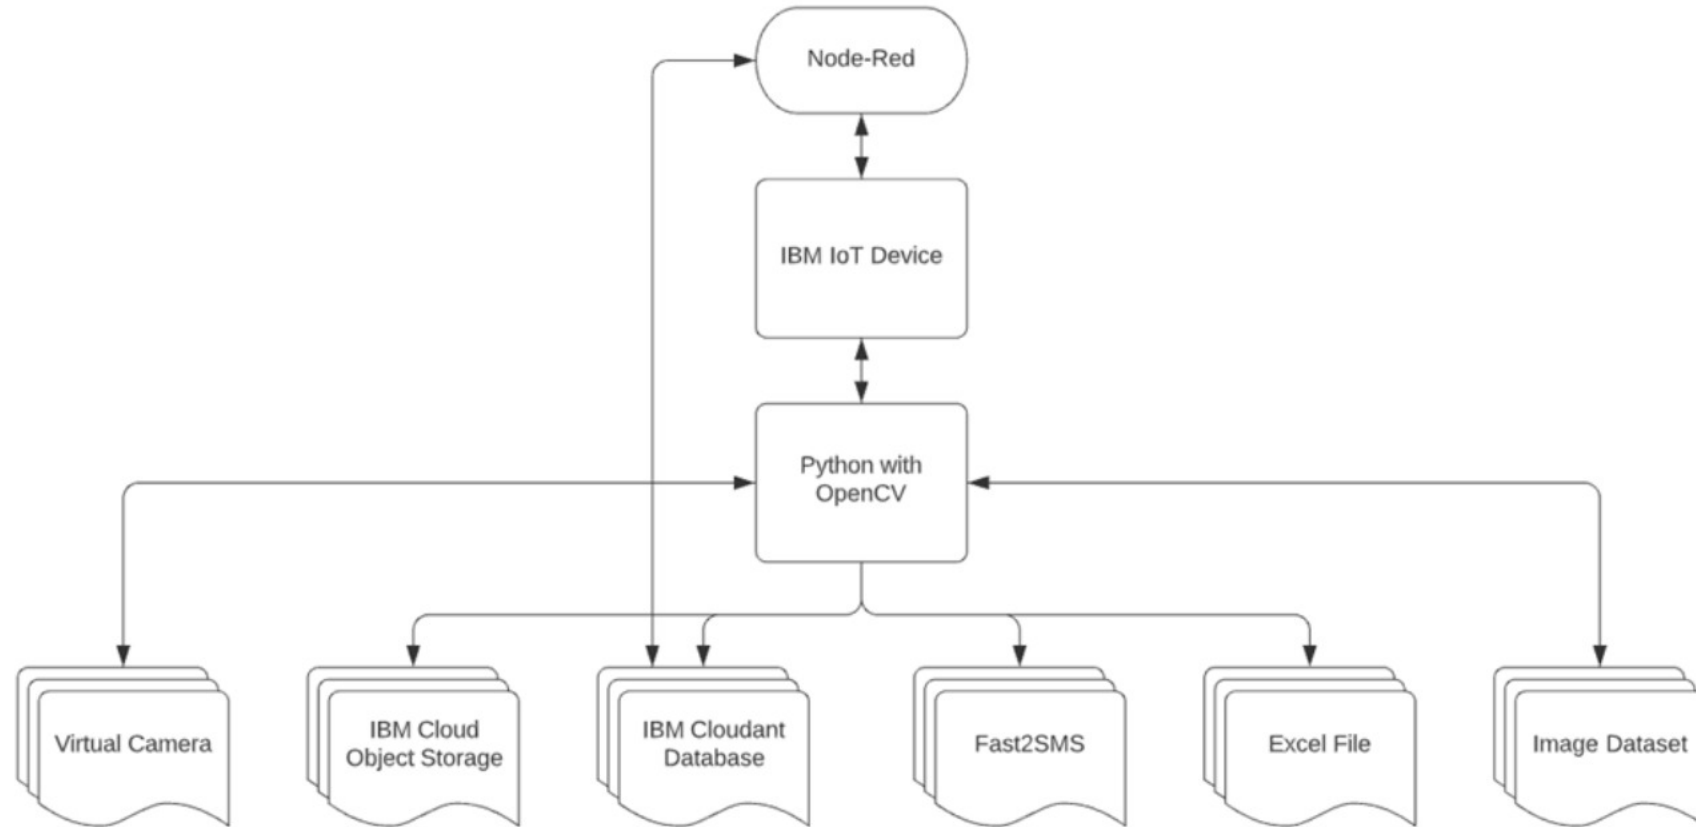 Node-Red
IBM IoT Device
Python with
OpenCV
Virtual Camera
IBM Cloud
Object Storage
IBM Cloudant
Database
Fast2SMS
Excel File
Image Dataset